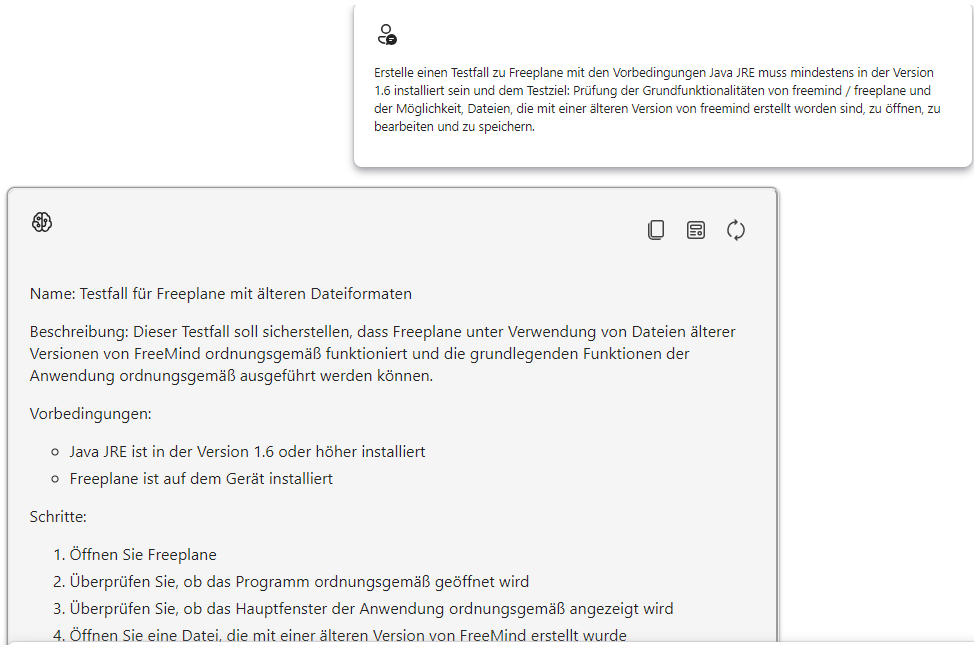 Erstelle einen Testfall zu Freeplane mit den Vorbedingungen Java JRE muss mindestens in der Version
1.6 installiert sein und dem Testziel: Prüfung der Grundfunktionalitäten von freemind / freeplane und
der Möglichkeit, Dateien, die mit einer älteren Version von freemind erstellt worden sind, zu öffnen, zu
bearbeiten und zu speichern.
Name: Testfall für Freeplane mit älteren Dateiformaten
Beschreibung: Dieser Testfall soll sicherstellen, dass Freeplane unter Verwendung von Dateien älterer
Versionen von FreeMind ordnungsgemäß funktioniert und die grundlegenden Funktionen der
Anwendung ordnungsgemäß ausgeführt werden können.
Vorbedingungen:
Java JRE ist in der Version 1.6 oder höher installiert
Freeplane ist auf dem Gerät installiert
Schritte:
1. Öffnen Sie Freeplane
2. Überprüfen Sie, ob das Programm ordnungsgemäß geöffnet wird
3. Überprüfen Sie, ob das Hauptfenster der Anwendung ordnungsgemäß angezeigt wird
4. Öffnen Sie eine Datei, die mit einer älteren Version von FreeMind erstellt wurde